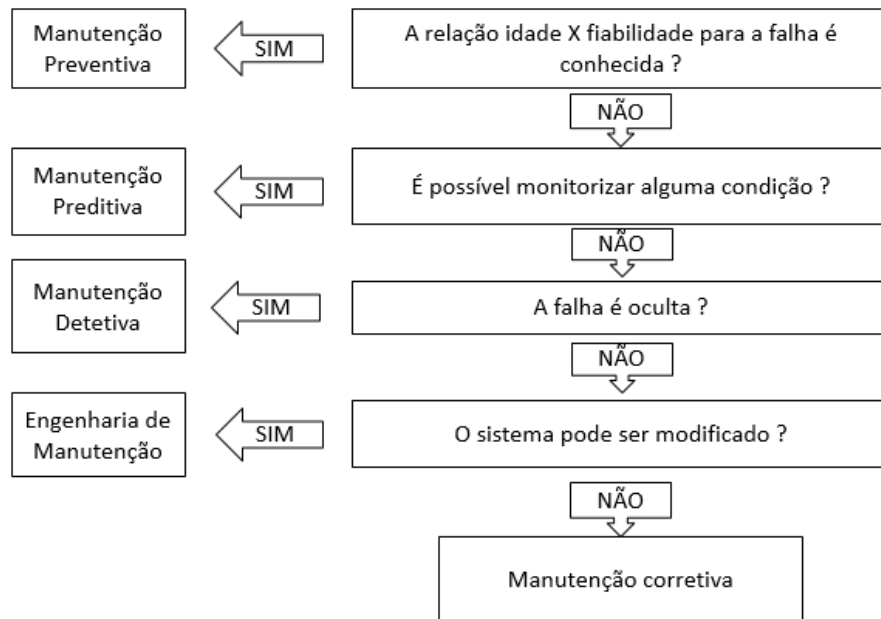 Manutenção
Preventiva
SIM
A relação idade X fiabilidade para a falha é
conhecida ?
NÃO
Manutenção
Preditiva
SIM
É possível monitorizar alguma condição ?
NÃO
Manutenção
Detetiva
SIM
A falha é oculta ?
NÃO
Engenharia de
Manutenção
SIM
O sistema pode ser modificado ?
NÃO
Manutenção corretiva